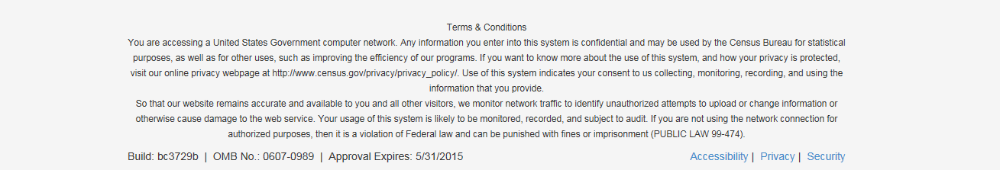 Terms & Conditions
You are accessing a United States Government computer network. Any information you enter into this system is confidential and may be used by the Census Bureau for statistical
purposes, as well as for other uses, such as improving the efficiency of our programs. If you want to know more about the use of this system, and how your privacy is protected,
visit our online privacy webpage at http://www.census.gov/privacy/privacy_policy/. Use of this system indicates your consent to us collecting, monitoring, recording, and using the
information that you provide.
So that our website remains accurate and available to you and all other visitors, we monitor network traffic to identify unauthorized attempts to upload or change information or
otherwise cause damage to the web service. Your usage of this system is likely to be monitored, recorded, and subject to audit. If you are not using the network connection for
authorized purposes, then it is a violation of Federal law and can be punished with fines or imprisonment (PUBLIC LAW 99-474).
Build: bc3729b | OMB No.: 0607-0989 | Approval Expires: 5/31/2015 Accessibility | Privacy | Security